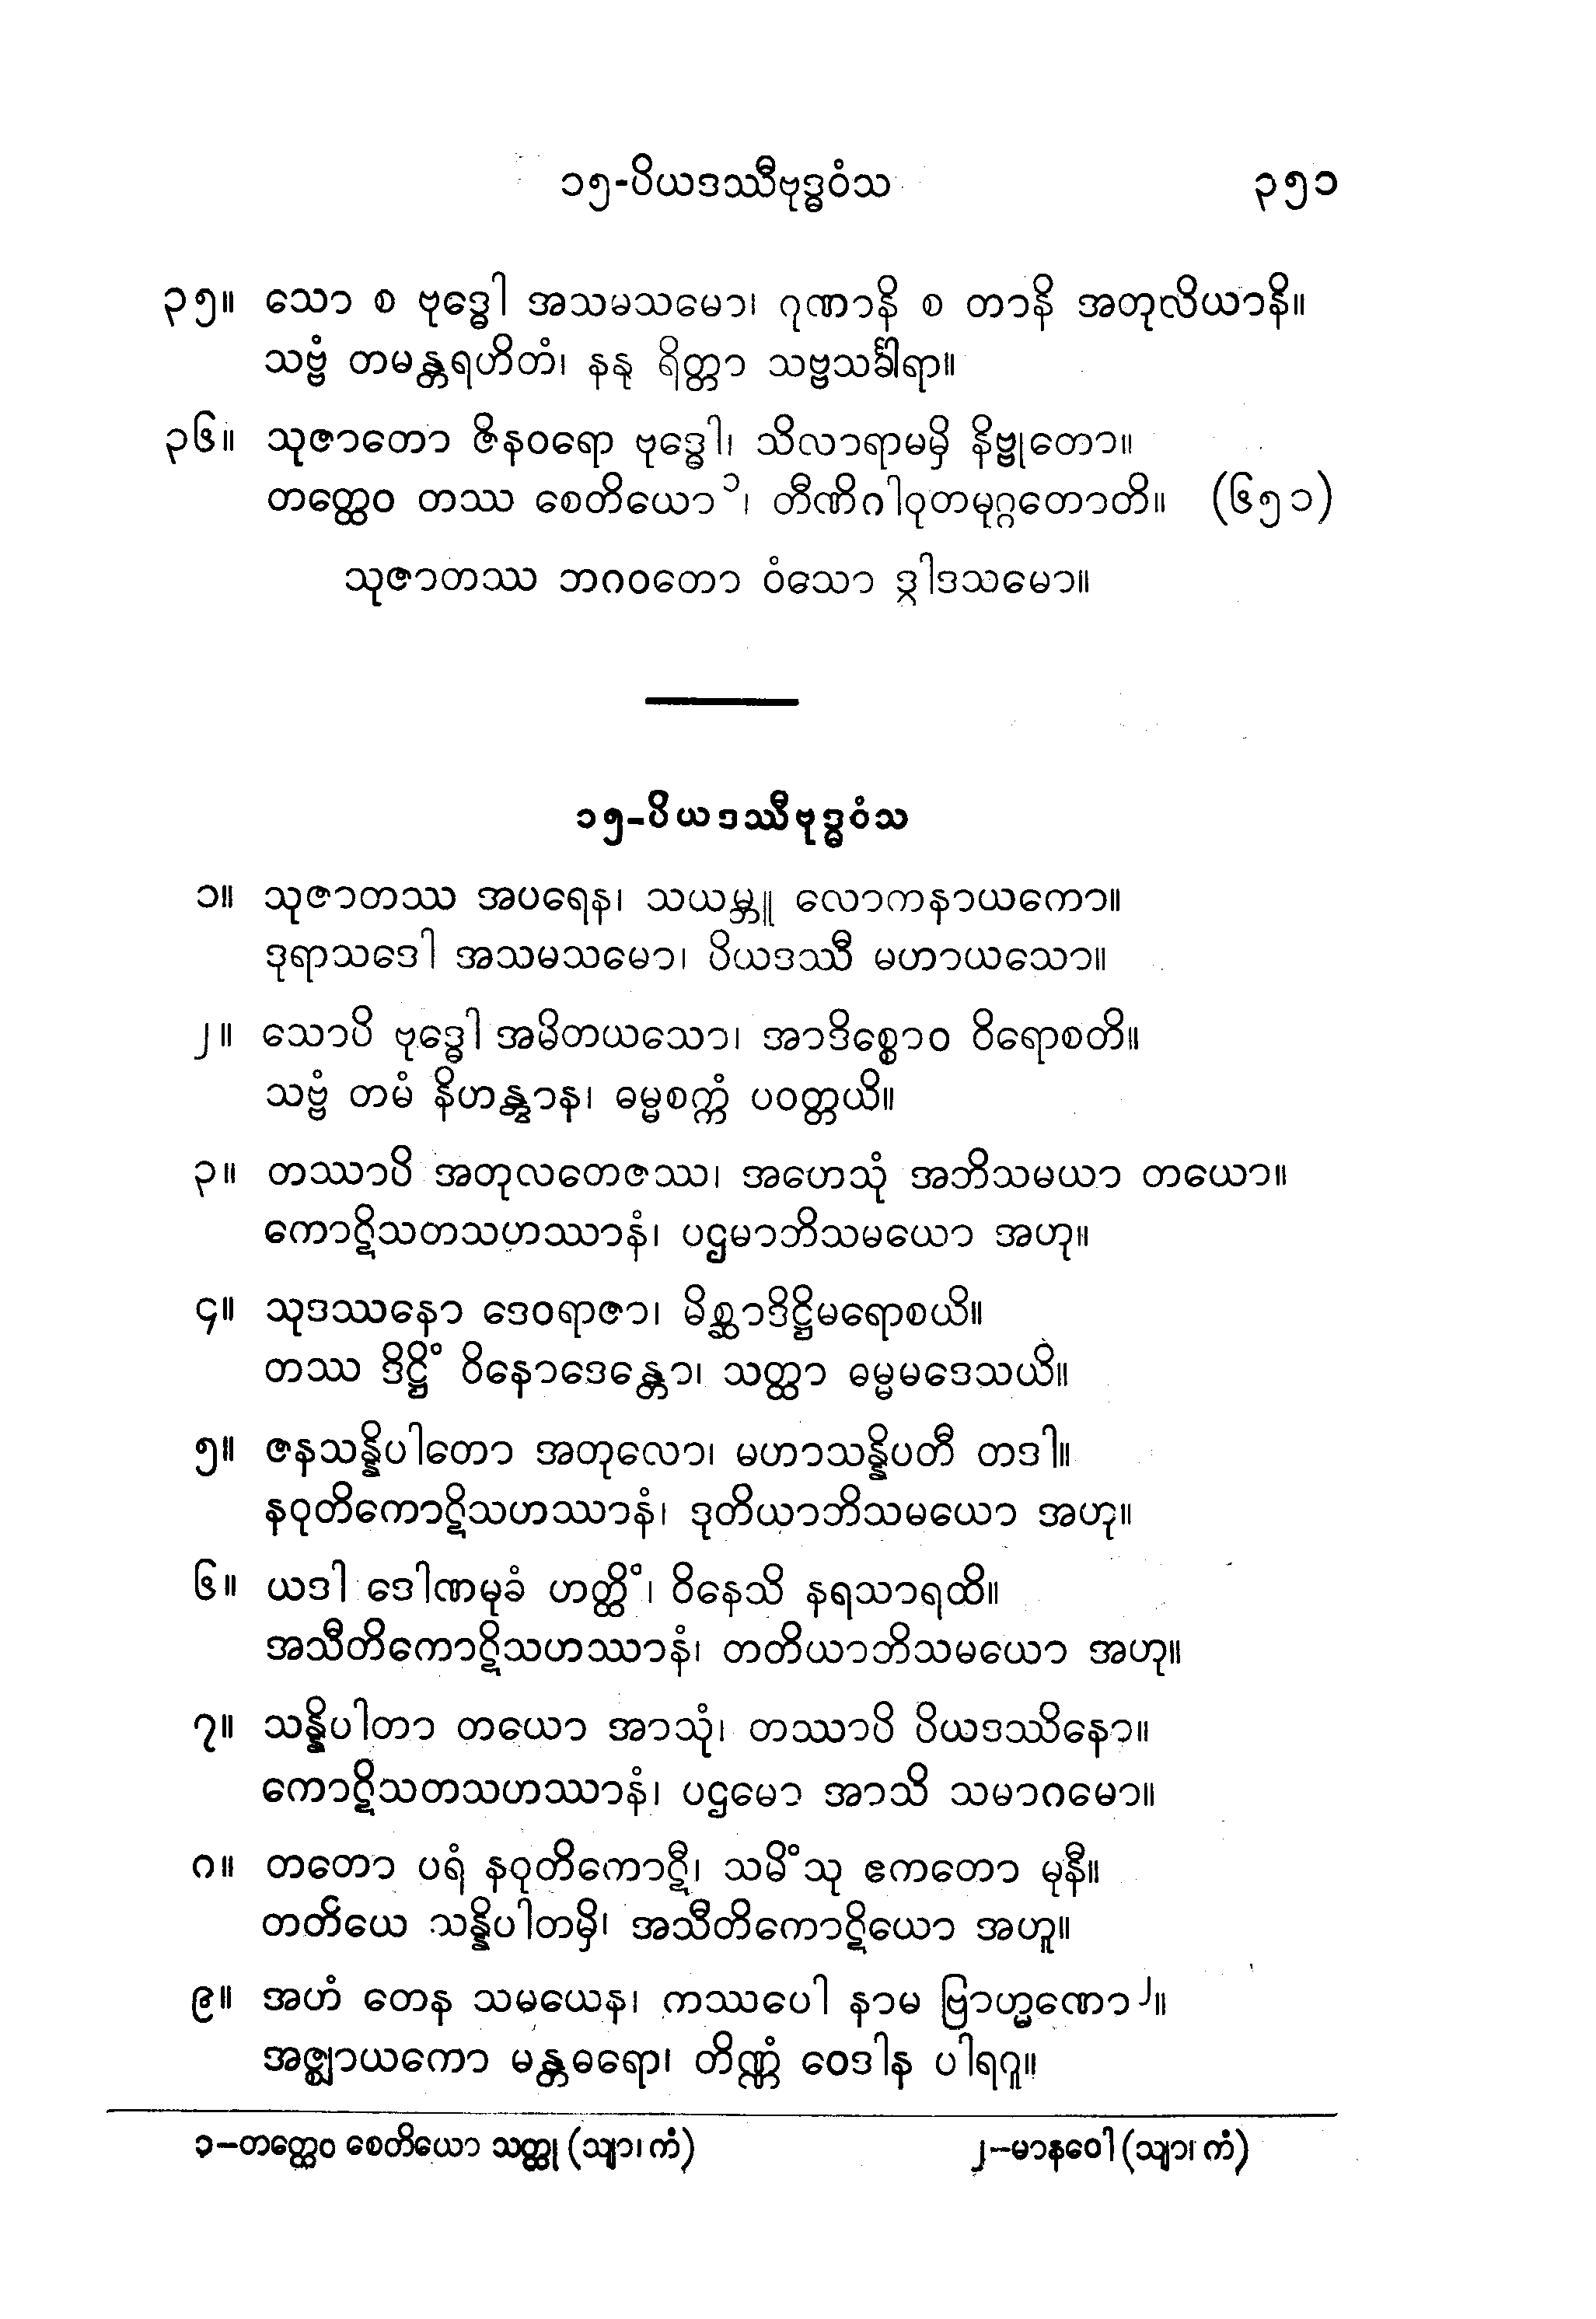 ၁၅-ပိယဒဿီဗုဒ္ဓဝံသ ၃၅၁
၃၅။ သော စ ဗုဒ္ဓေါ အသမသမော၊ ဂုဏာနိ စ တာနိ အတုလိယာနိ။
သဗ္ဗံ တမန္တရဟိတံ၊ နနု ရိတ္တာ သဗ္ဗသင်္ခါရာ။
၃၆။ သုဇာတော ဇိနဝရော ဗုဒ္ဓေါ၊ သိလာရာမမှိ နိဗ္ဗုတော။
တတ္ထေဝ တဿ စေတိယော၁၊ တီဏိဂါဝုတမုဂ္ဂတောတိ။ (၆၅၁)
သုဇာတဿ ဘဂဝတော ဝံသော ဒွါဒသမော။
၁၅-ပိယဒဿီဗုဒ္ဓဝံသ
၁။ သုဇာတဿ အပရေန၊ သယမ္ဘူ လောကနာယကော။
ဒုရာသဒေါ အသမသမော၊ ပိယဒဿီ မဟာယသော။
၂။ သောပိ ဗုဒ္ဓေါ အမိတယသော၊ အာဒိစ္စောဝ ဝိရောစတိ။
သဗ္ဗံ တမံ နိဟန္တွာန၊ ဓမ္မစက္ကံ ပဝတ္တယိ။
၃။ တဿာပိ အတုလတေဇဿ၊ အဟေသုံ အဘိသမယာ တယော။
ကောဋိသတသဟဿာနံ၊ ပဌမာဘိသမယော အဟု။
၄။ သုဒဿနော ဒေဝရာဇာ၊ မိစ္ဆာဒိဋ္ဌိမရောစယိ။
တဿ ဒိဋ္ဌိံ ဝိနောဒေန္တော၊ သတ္ထာ ဓမ္မမဒေသယိ။
၅။ ဇနသန္နိပါတော အတုလော၊ မဟာသန္နိပတီ တဒါ။
နဝုတိကောဋိသဟဿာနံ၊ ဒုတိယာဘိသမယော အဟု။
၆။ ယဒါ ဒေါဏမုခံ ဟတ္ထိံ၊ ဝိနေသိ နရသာရထိ။
အသီတိကောဋိသဟဿာနံ၊ တတိယာဘိသမယော အဟု။
၇။ သန္နိပါတာ တယော အာသုံ၊ တဿာပိ ပိယဒဿိနော။
ကောဋိသတသဟဿာနံ၊ ပဌမော အာသိ သမာဂမော။
၈။ တတော ပရံ နဝုတိကောဋီ၊ သမိံသု ဧကတော မုနီ။
တတိယေ သန္နိပါတမှိ၊ အသီတိကောဋိယော အဟူ။
၉။ အဟံ တေန သမယေန၊ ကဿပေါ နာမ ဗြာဟ္မဏော၂။
အဇ္ဈာယကော မန္တဓရော၊ တိဏ္ဏံ ဝေဒါန ပါရဂူ။
၁-တတ္ထေဝ စေတိယော သတ္ထု (သျာ၊ ကံ) ၂-မာနဝေါ (သျာ၊ ကံ)